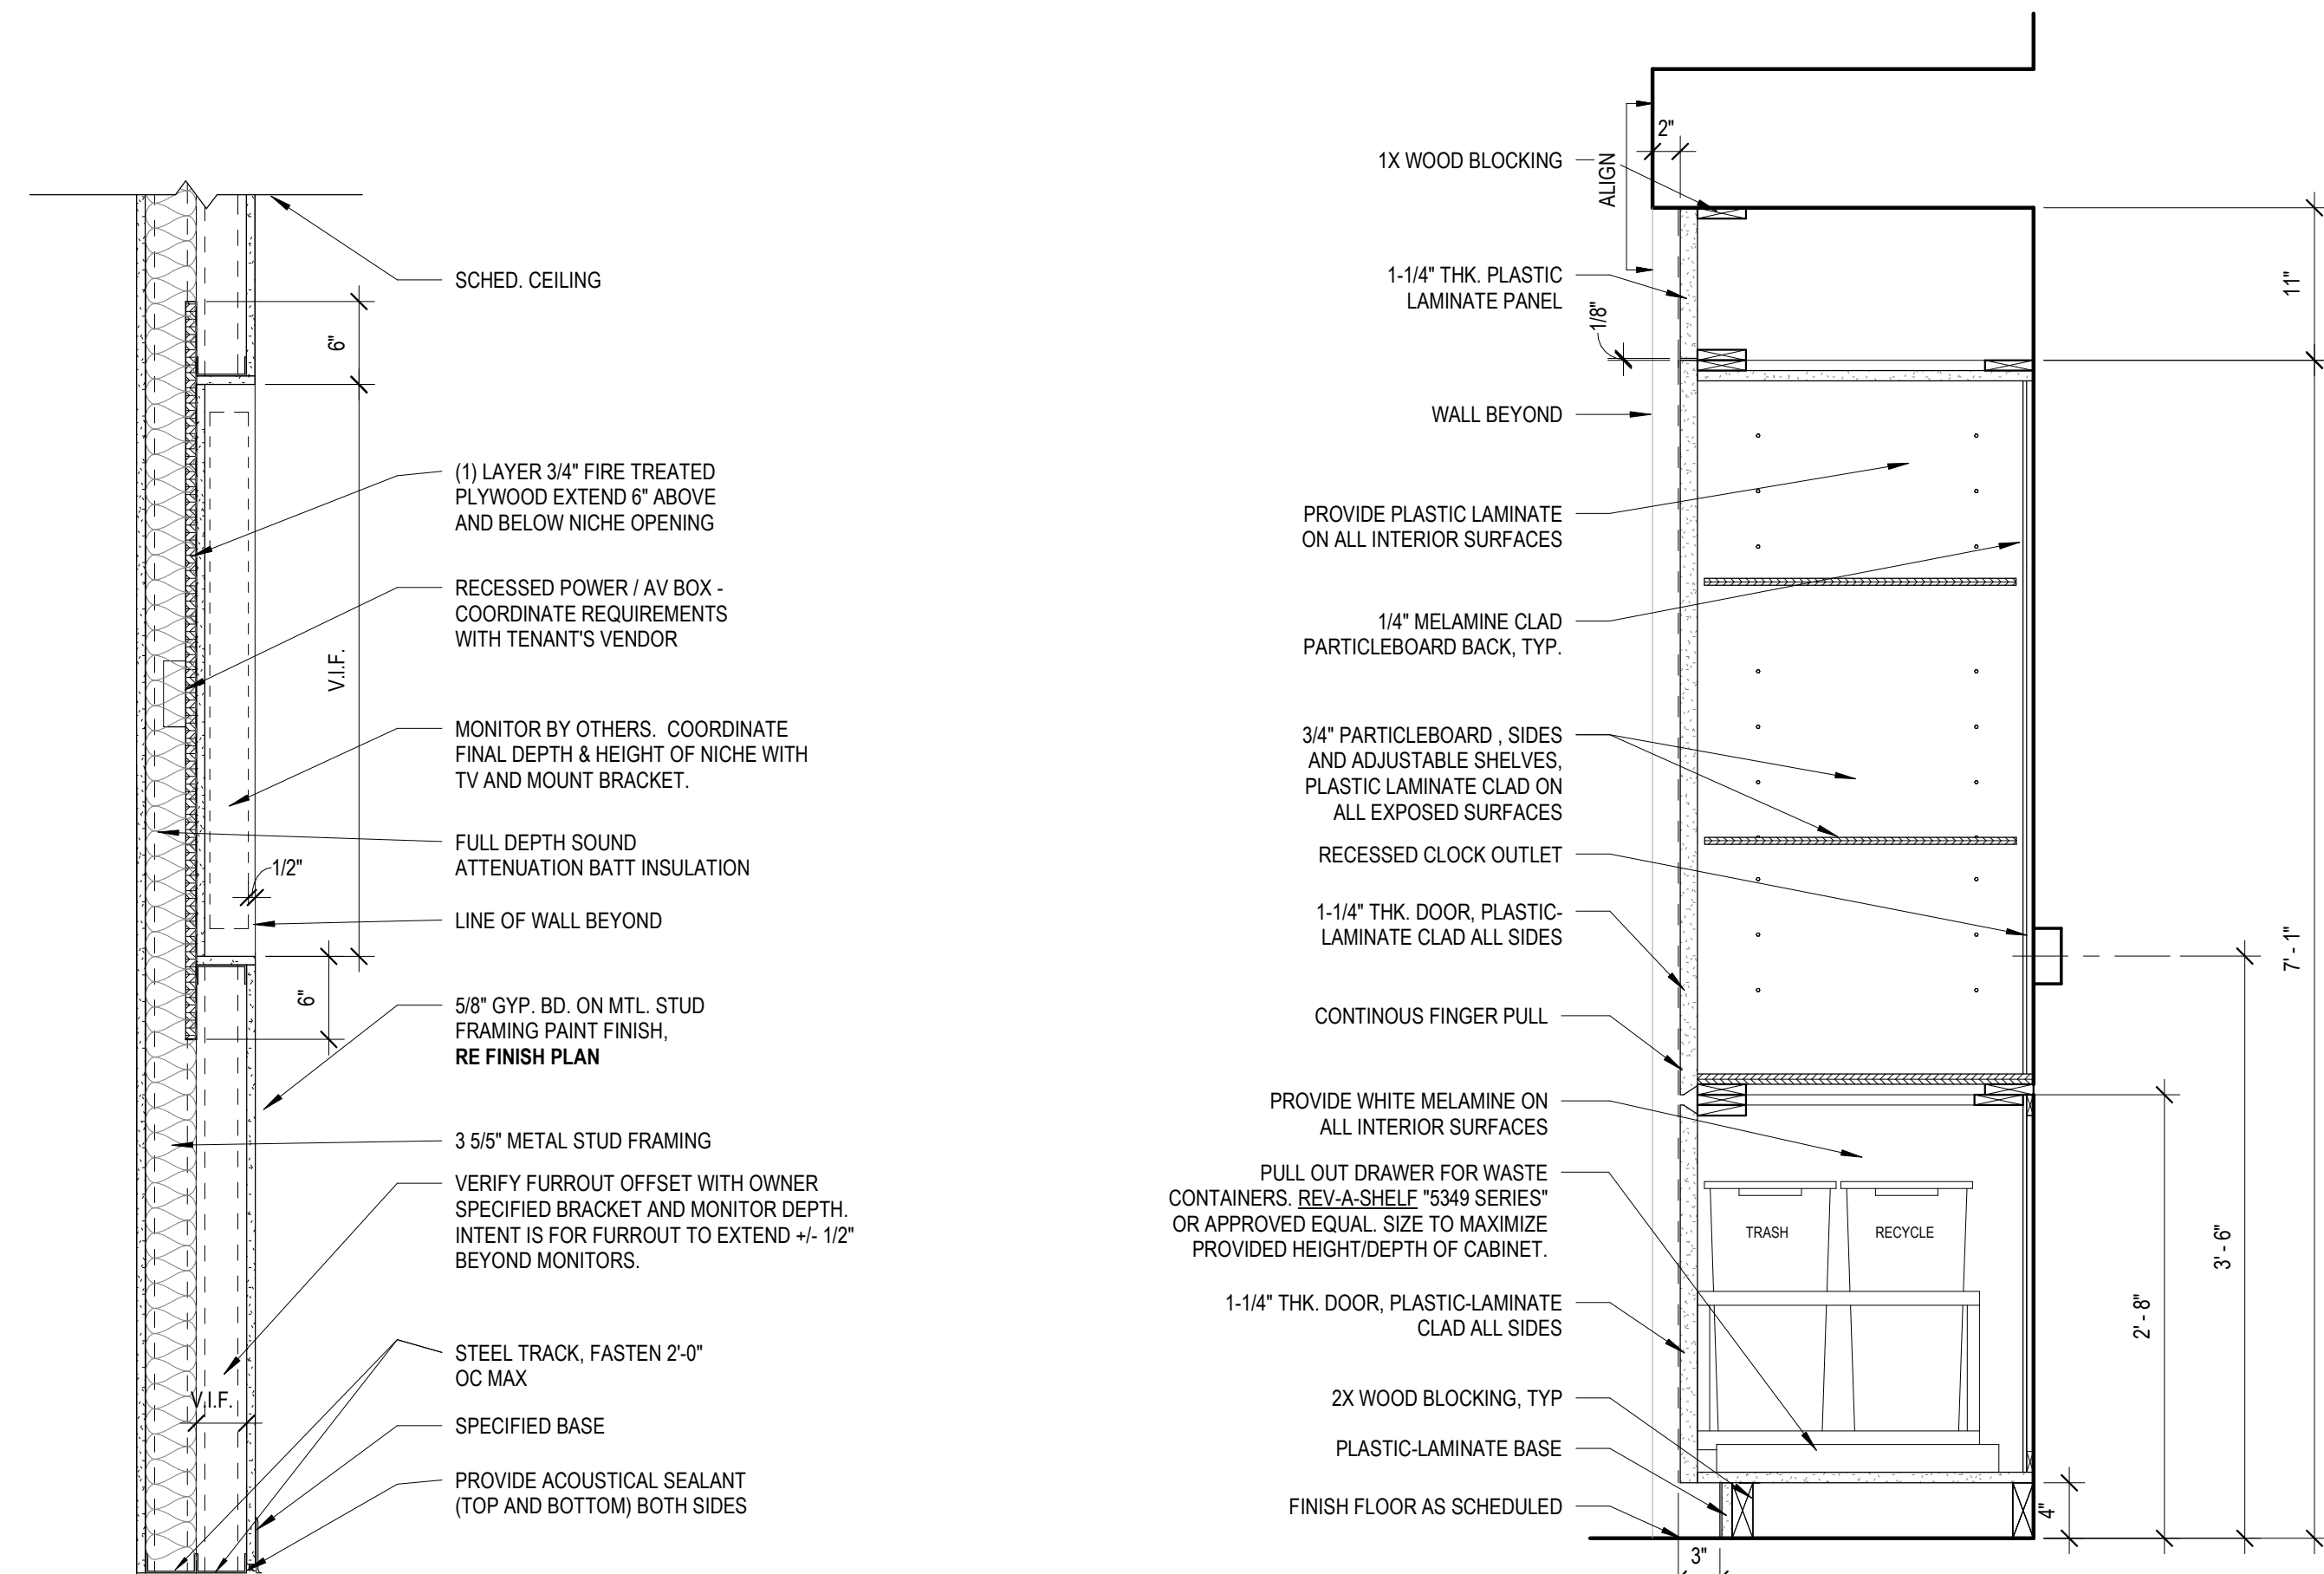 SCHED. CEILING
6"
(1) LAYER 3/4" FIRE TREATED
PLYWOOD EXTEND 6" ABOVE
AND BELOW NICHE OPENING
RECESSED POWER / AV BOX -
COORDINATE REQUIREMENTS
WITH TENANT'S VENDOR
V.I.F.
MONITOR BY OTHERS. COORDINATE
FINAL DEPTH & HEIGHT OF NICHE WITH
TV AND MOUNT BRACKET.
FULL DEPTH SOUND
ATTENUATION BATT INSULATION
1/2"
LINE OF WALL BEYOND
6"
5/8" GYP. BD. ON MTL. STUD
FRAMING PAINT FINISH,
RE FINISH PLAN
3 5/5" METAL STUD FRAMING
VERIFY FURROUT OFFSET WITH OWNER
SPECIFIED BRACKET AND MONITOR DEPTH.
INTENT IS FOR FURROUT TO EXTEND +/- 1/2"
BEYOND MONITORS.
STEEL TRACK, FASTEN 2'-0"
OC MAX
V.I.F.
SPECIFIED BASE
PROVIDE ACOUSTICAL SEALANT
(TOP AND BOTTOM) BOTH SIDES
2"
1X WOOD BLOCKING
ALIGN
1-1/4" THK. PLASTIC
LAMINATE PANEL
1/8"
11"
WALL BEYOND
PROVIDE PLASTIC LAMINATE
ON ALL INTERIOR SURFACES
1/4" MELAMINE CLAD
PARTICLEBOARD BACK, TYP.
3/4" PARTICLEBOARD , SIDES
AND ADJUSTABLE SHELVES,
PLASTIC LAMINATE CLAD ON
ALL EXPOSED SURFACES
RECESSED CLOCK OUTLET
1-1/4" THK. DOOR, PLASTIC-
LAMINATE CLAD ALL SIDES
7' - 1"
CONTINOUS FINGER PULL
PROVIDE WHITE MELAMINE ON
ALL INTERIOR SURFACES
PULL OUT DRAWER FOR WASTE
CONTAINERS. REV-A-SHELF "5349 SERIES"
OR APPROVED EQUAL. SIZE TO MAXIMIZE
PROVIDED HEIGHT/DEPTH OF CABINET.
TRASH
RECYCLE
3' - 6"
2' - 8"
1-1/4" THK. DOOR, PLASTIC-LAMINATE
CLAD ALL SIDES
2X WOOD BLOCKING, TYP
PLASTIC-LAMINATE BASE
FINISH FLOOR AS SCHEDULED
4"
3"